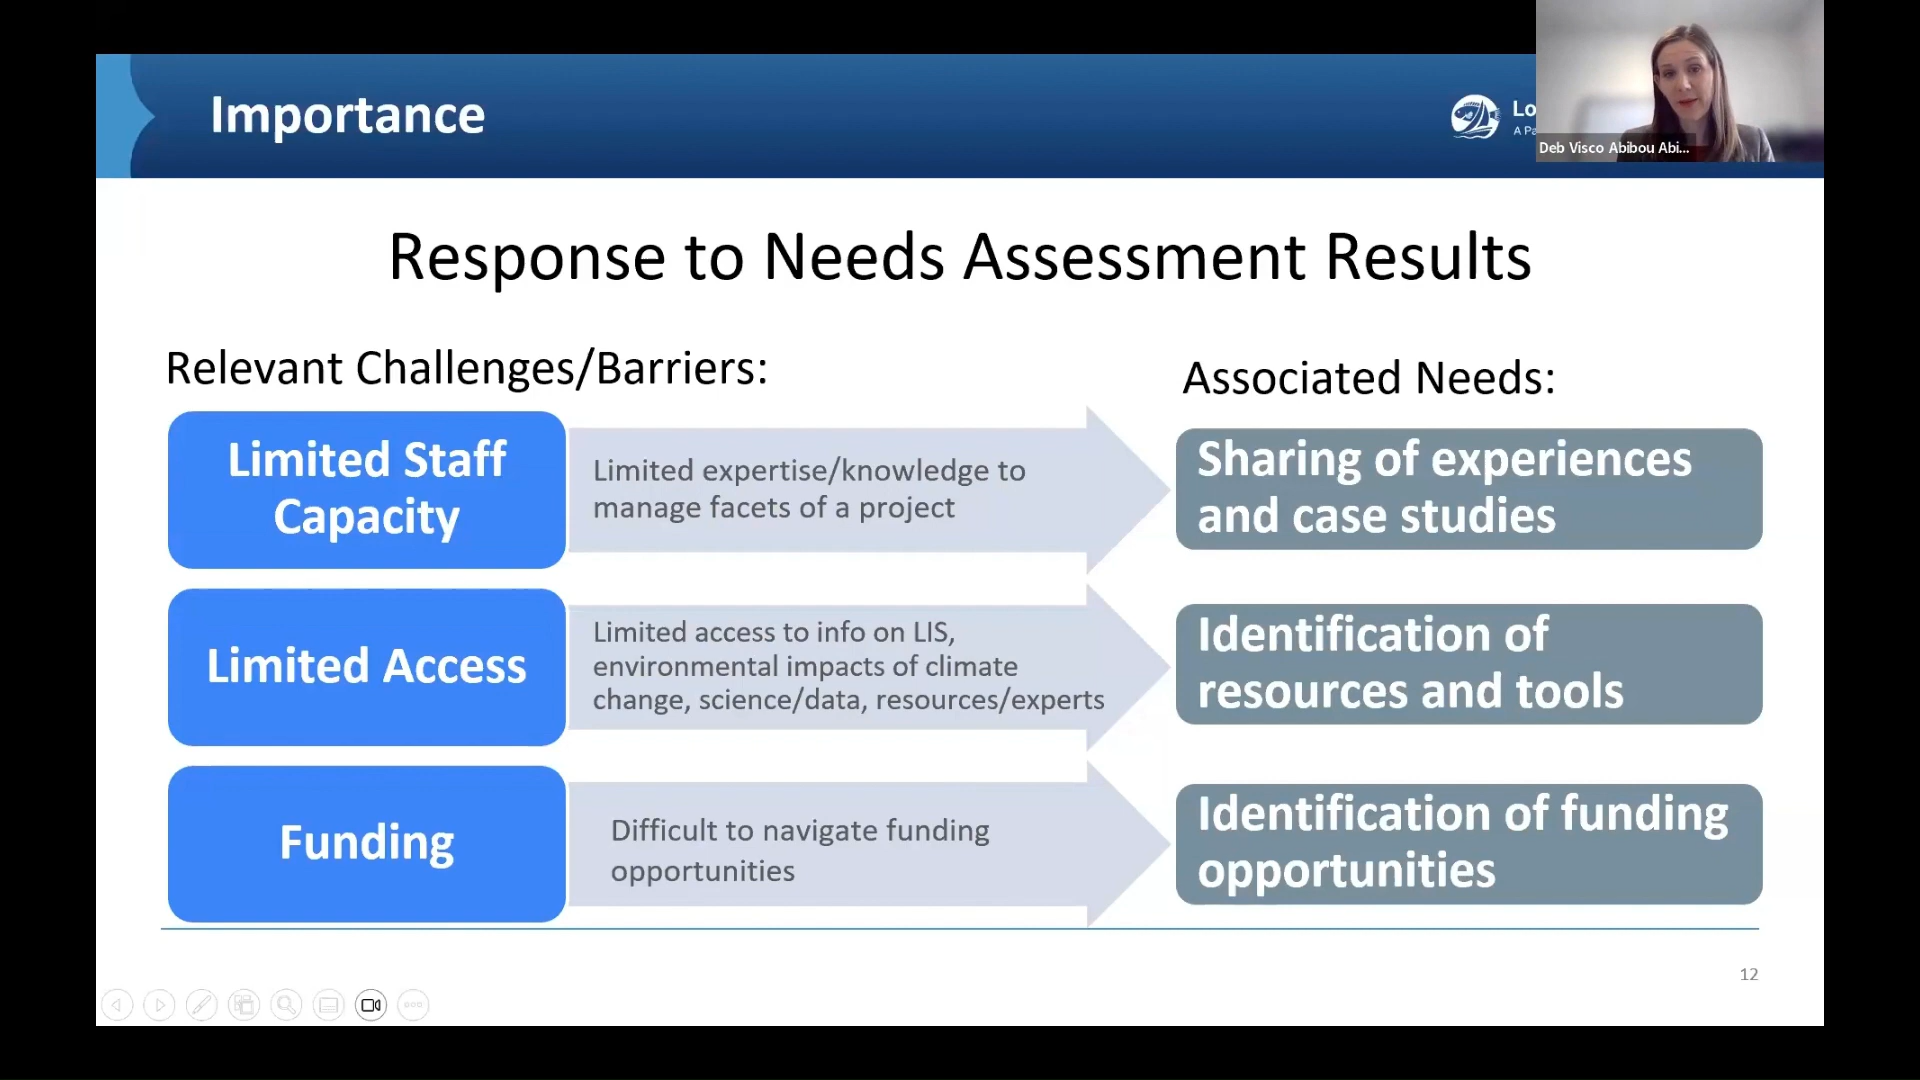 Importance
Lo
A Pa
Deb Visco Abibou Abi...
Response to Needs Assessment Results
Relevant Challenges/Barriers:
Associated Needs:
Limited Staff
Capacity
Limited expertise/knowledge to
manage facets of a project
Sharing of experiences
and case studies
Limited Access
Limited access to info on LIS,
environmental impacts of climate
change, science/data, resources/experts
Identification of
resources and tools
Funding
Difficult to navigate funding
opportunities
Identification of funding
opportunities
12